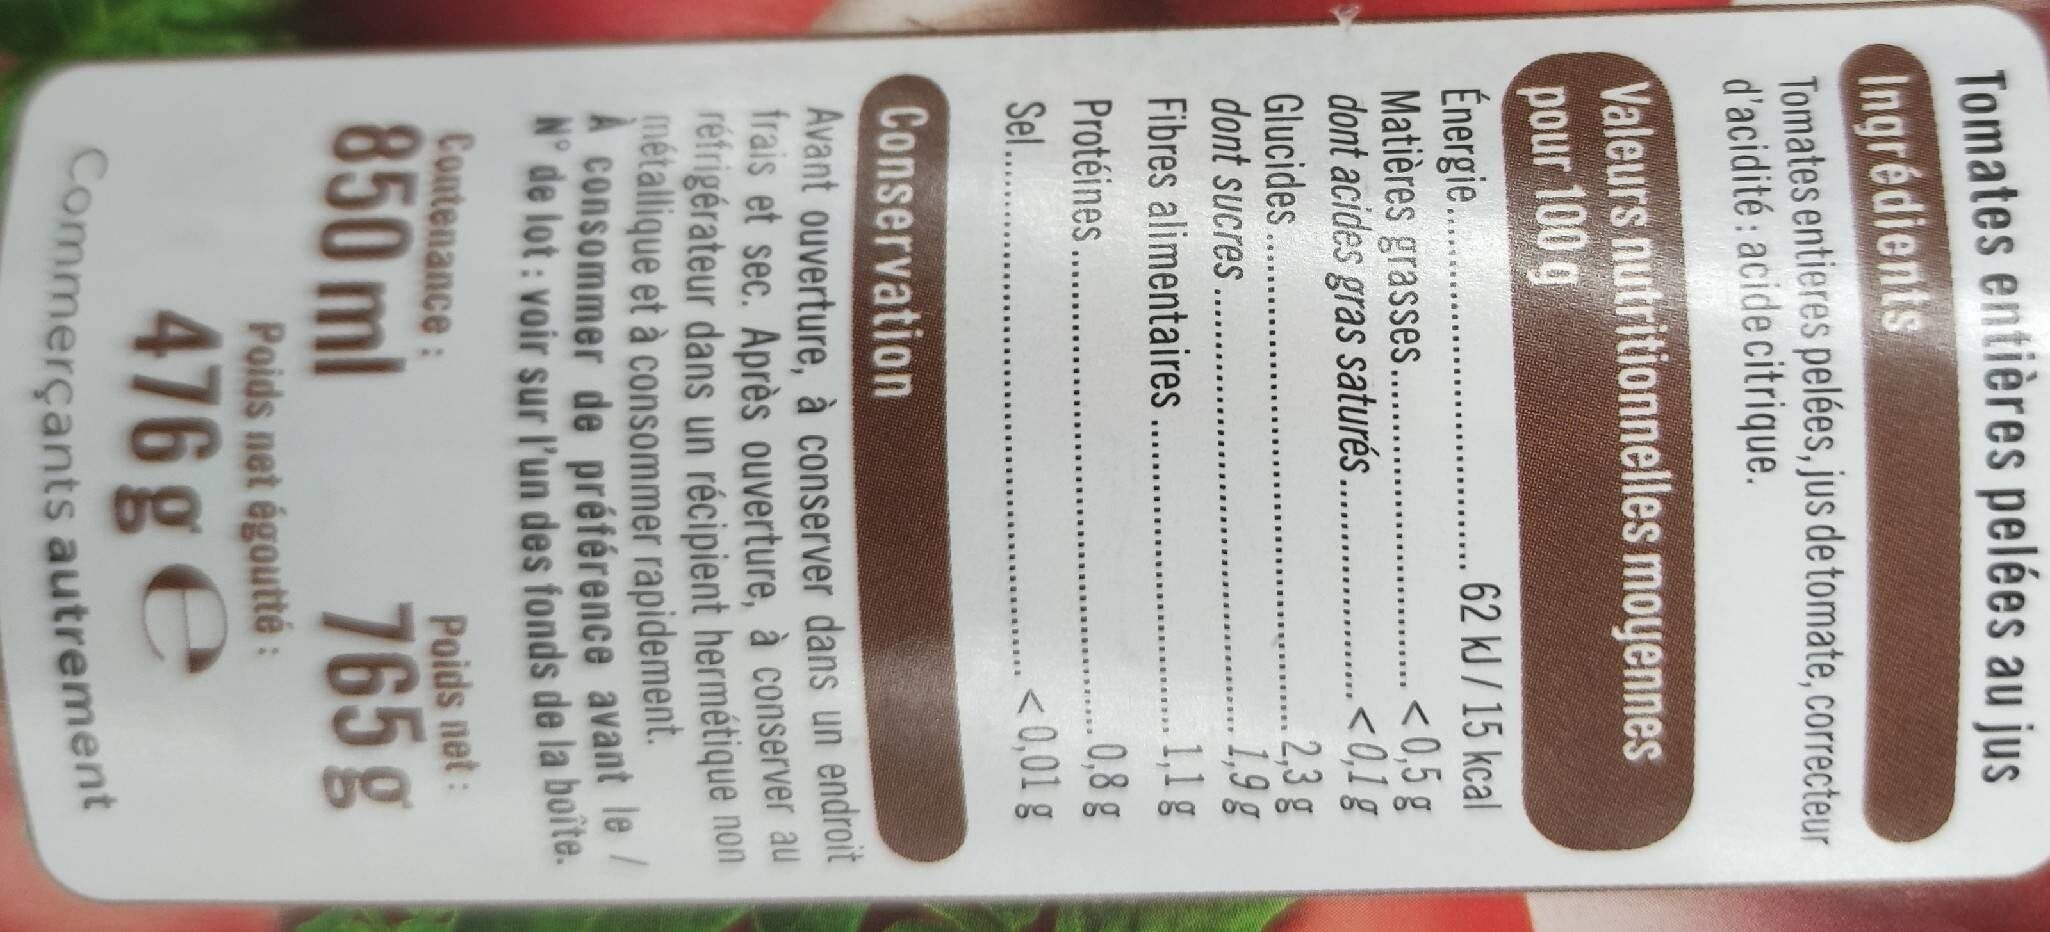 Tomates entières pelées au jus
Ingrédients
Tomates entieres pelées, jus de tomate, correcteur
d'acidité : acide citrique.
Valeurs nutritionnelles moyennes
pour 100 g
Énergie.............................. 62 kJ / 15 kcal
Matières grasses.............................. < 0,5 g
dont acides gras saturés.................... < 0,1 g
Glucides.............................. 2,3 g
dont sucres.............................. 1,9 g
Fibres alimentaires.............................. 1,1 g
Protéines.............................. 0,8 g
Sel.............................. < 0,01 g
Conservation
Avant ouverture, à conserver dans un endroit
frais et sec. Après ouverture, à conserver au
réfrigérateur dans un récipient hermétique non
métallique et à consommer rapidement.
À consommer de préférence avant le /
N° de lot : voir sur l'un des fonds de la boîte.
Contenance : Poids net :
850 ml 765 g
Poids net égoutté :
476 g ℮
Commerçants autrement